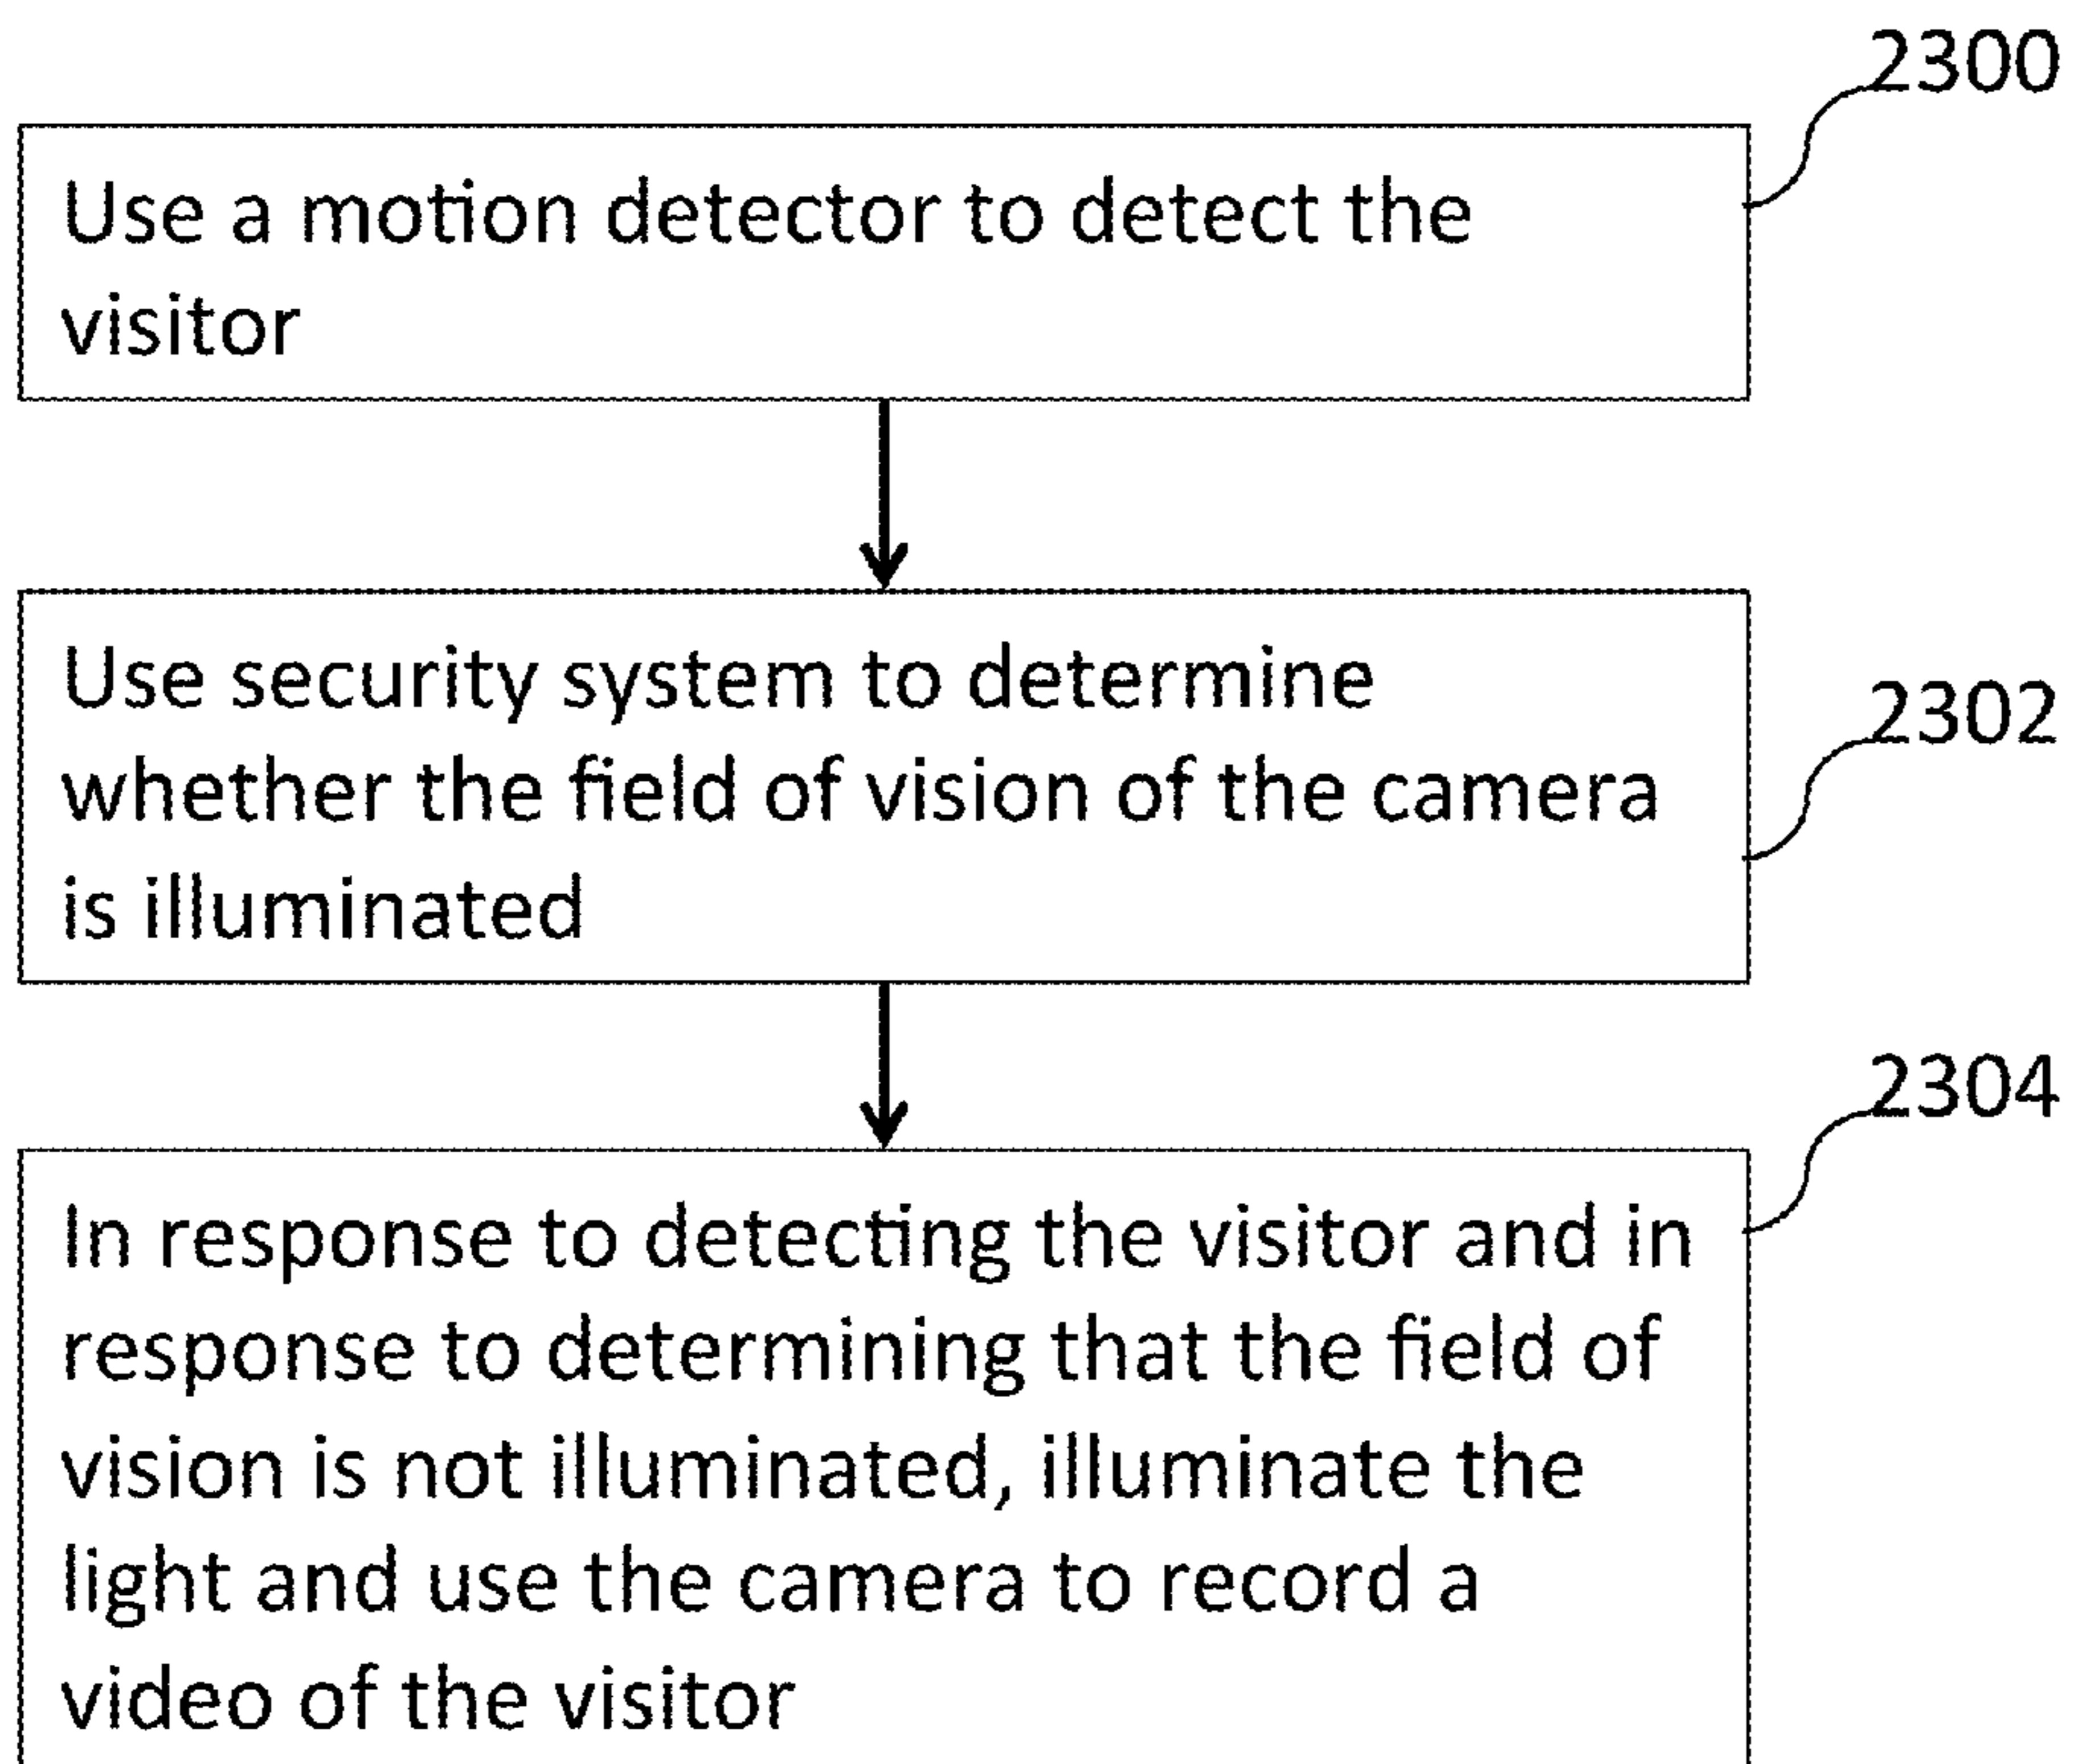 2300
Use a motion detector to detect the
visitor
Use security system to determine
whether the field of vision of the camera
is illuminated
2302
2304
In response to detecting the visitor and in
response to determining that the field of
vision is not illuminated, illuminate the
light and use the camera to record a
video of the visitor